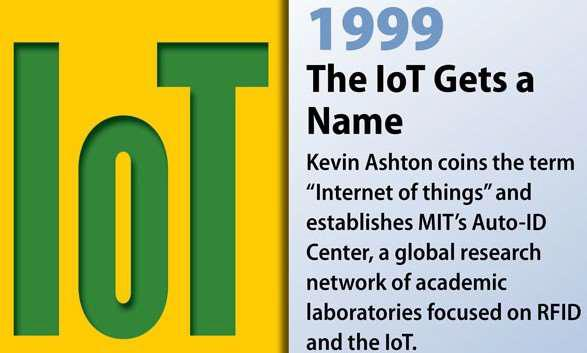 IoT
1999
The IoT Gets a
Name
Kevin Ashton coins the term
“Internet of things” and
establishes MIT’s Auto-ID
Center, a global research
network of academic
laboratories focused on RFID
and the IoT.